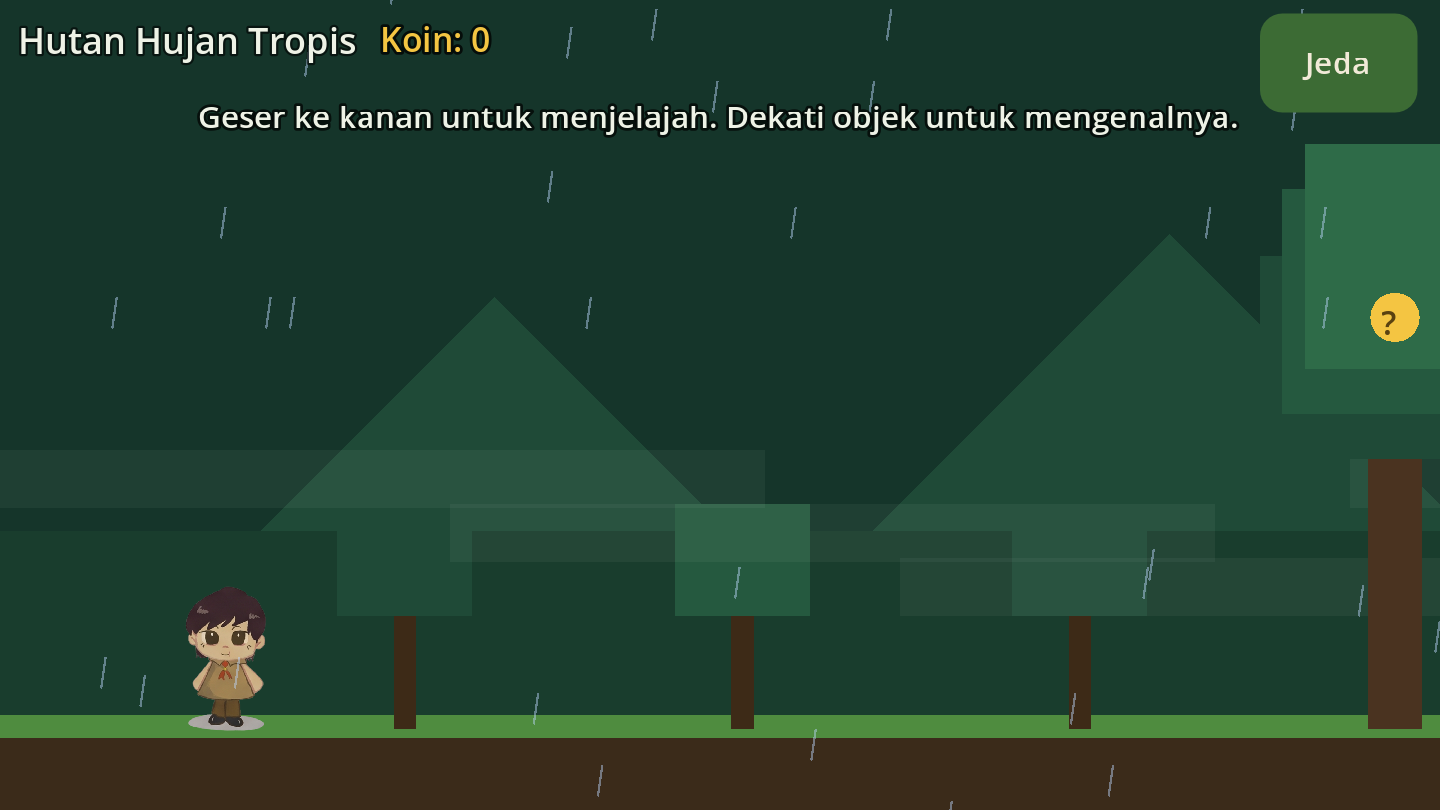 Hutan Hujan Tropis Koin: 0
Jeda
Geser ke kanan untuk menjelajah. Dekati objek untuk mengenalnya.
?